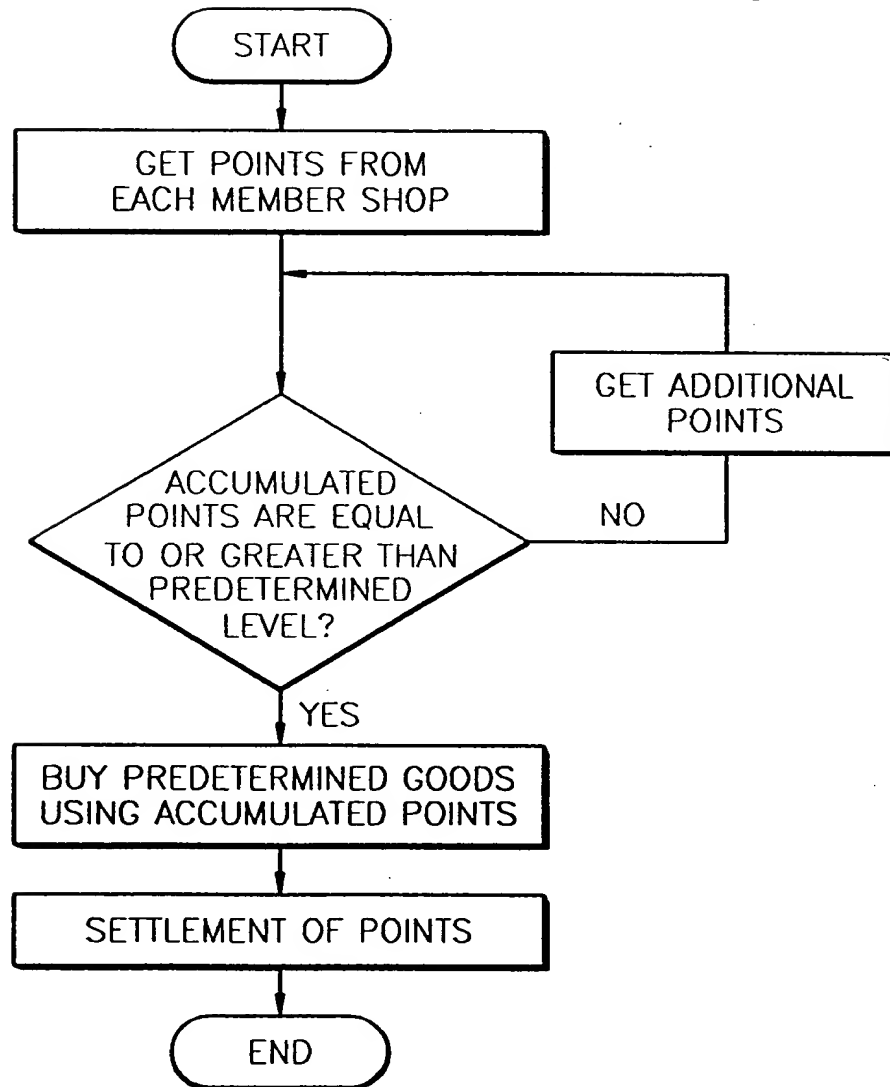 START
GET POINTS FROM
EACH MEMBER SHOP
GET ADDITIONAL
POINTS
ACCUMULATED
POINTS ARE EQUAL
TO OR GREATER THAN
PREDETERMINED
LEVEL?
NO
YES
BUY PREDETERMINED GOODS
USING ACCUMULATED POINTS
SETTLEMENT OF POINTS
END